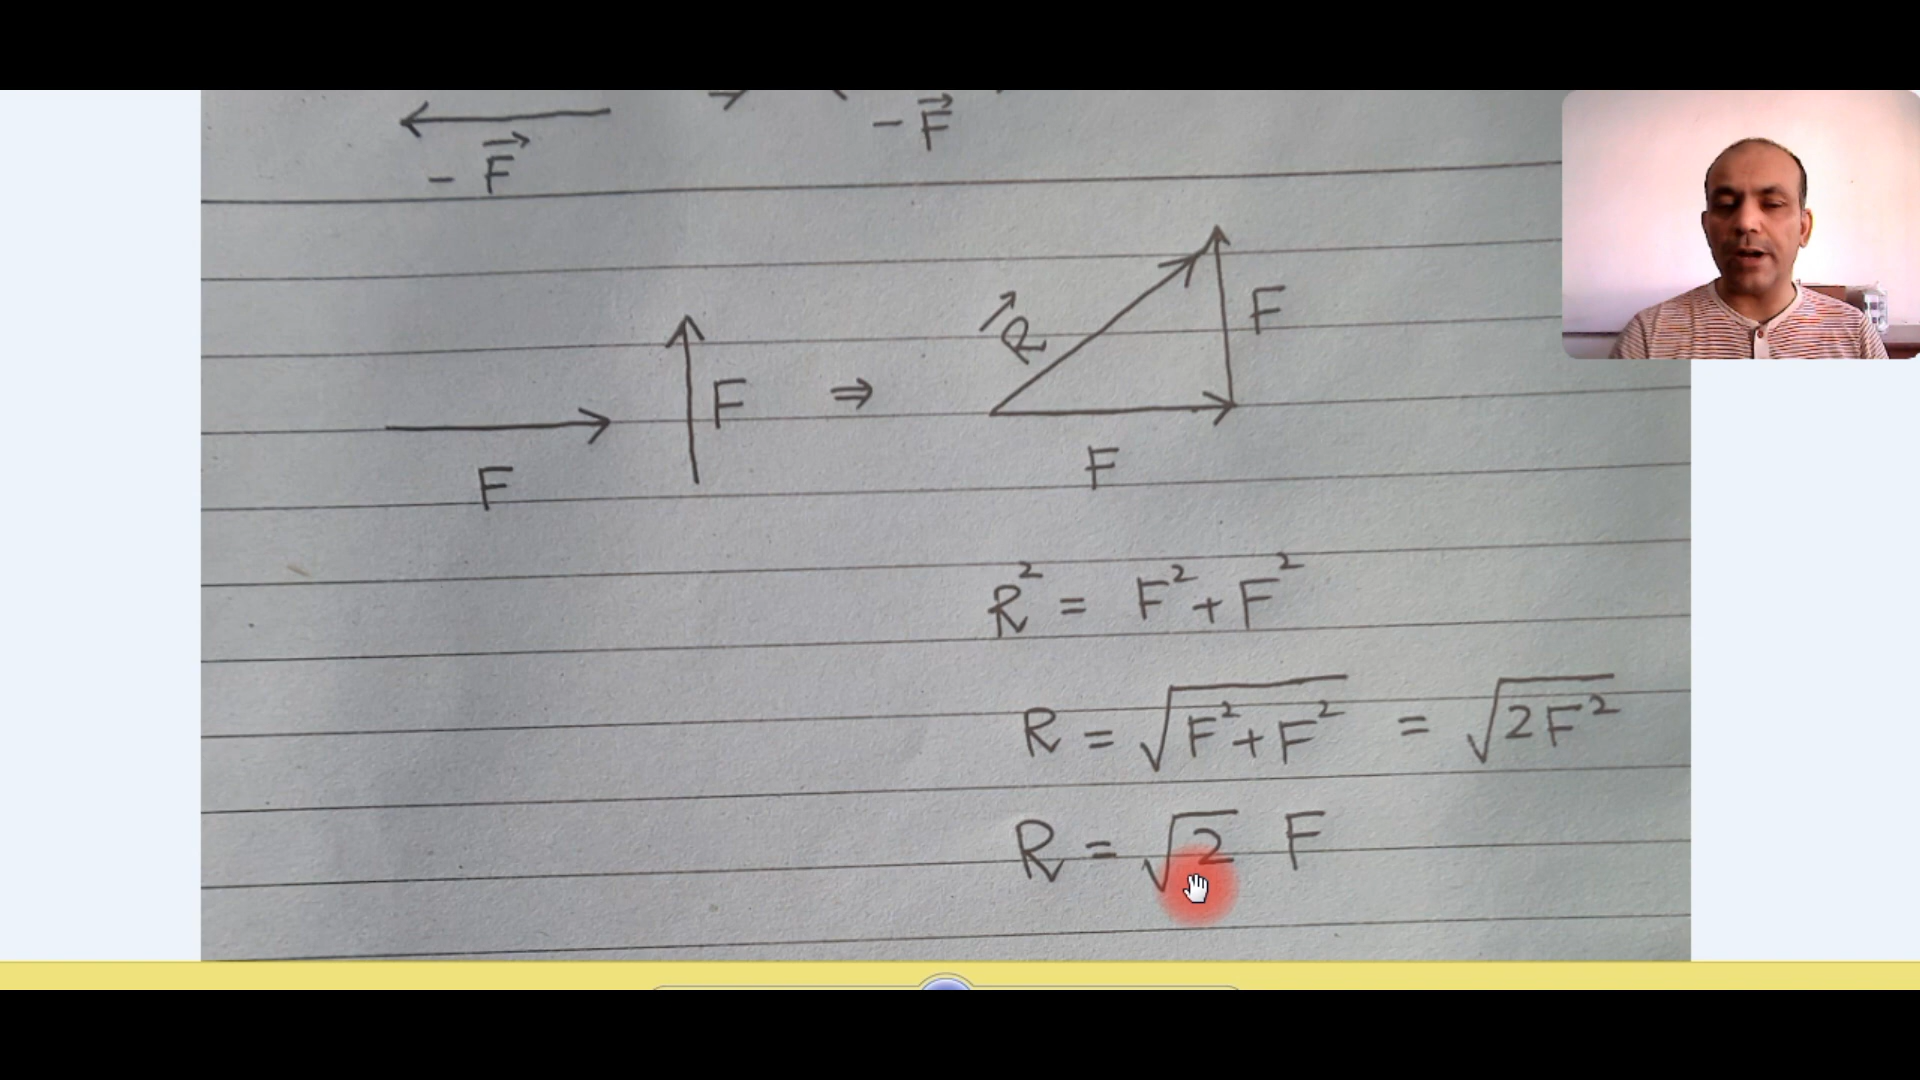 ⇒
- F⃗
- F⃗
F
F
⇒
R⃗
F
F
R² = F² + F²
R = √(F² + F²) = √(2F²)
R = √2 F